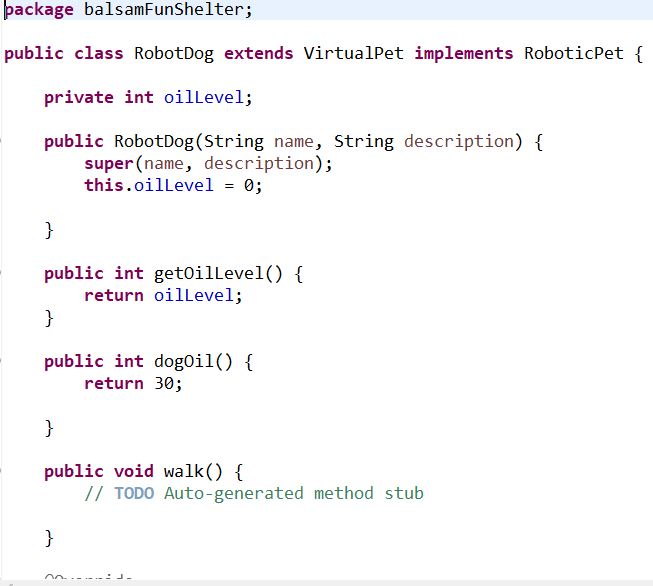 package balsamFunShelter;
public class RobotDog extends VirtualPet implements RoboticPet {
private int oilLevel;
public RobotDog(String name, String description) {
super(name, description);
this.oilLevel = 0;
}
public int getOilLevel() {
return oilLevel;
}
public int dogOil() {
return 30;
}
public void walk() {
// TODO Auto-generated method stub
}